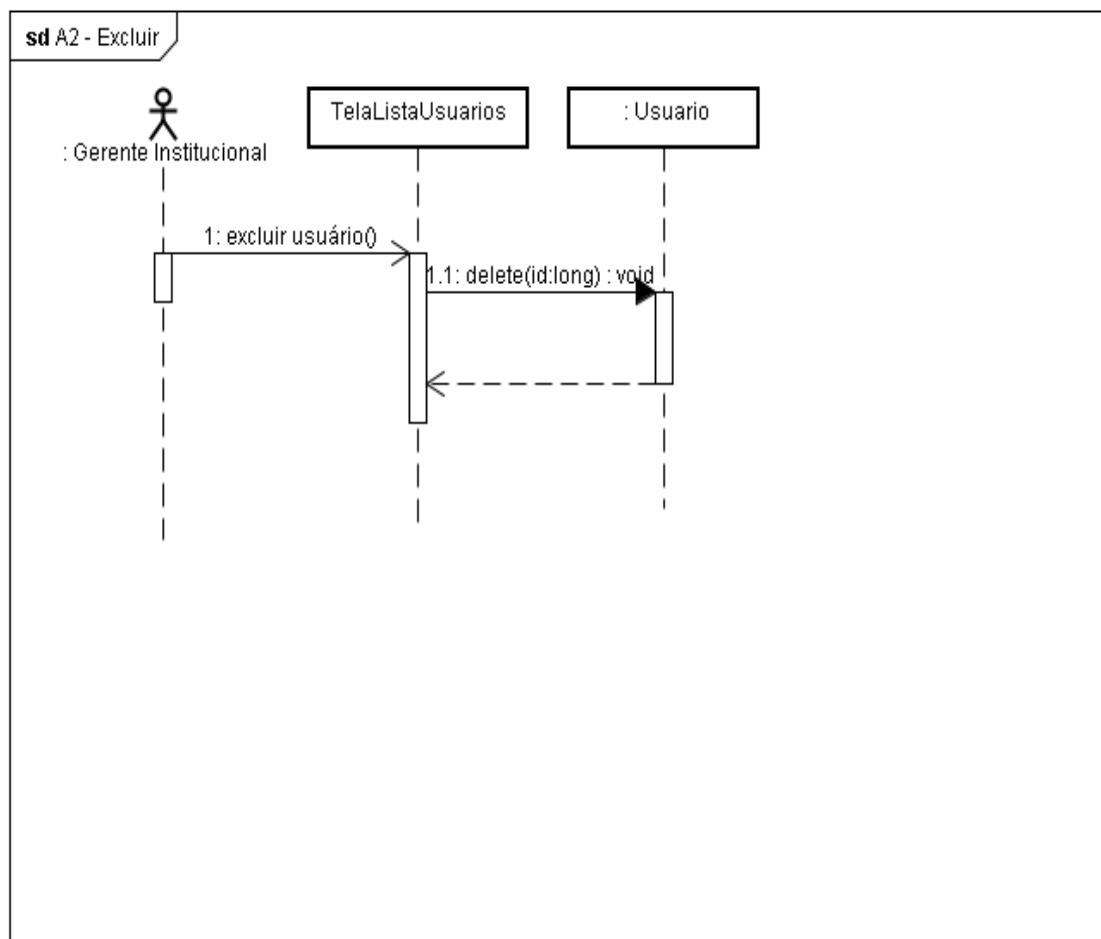 sd A2 - Excluir
TelaListaUsuarios
: Usuario
: Gerente Institucional
1: excluir usuário()
1.1: delete(id:long) : void